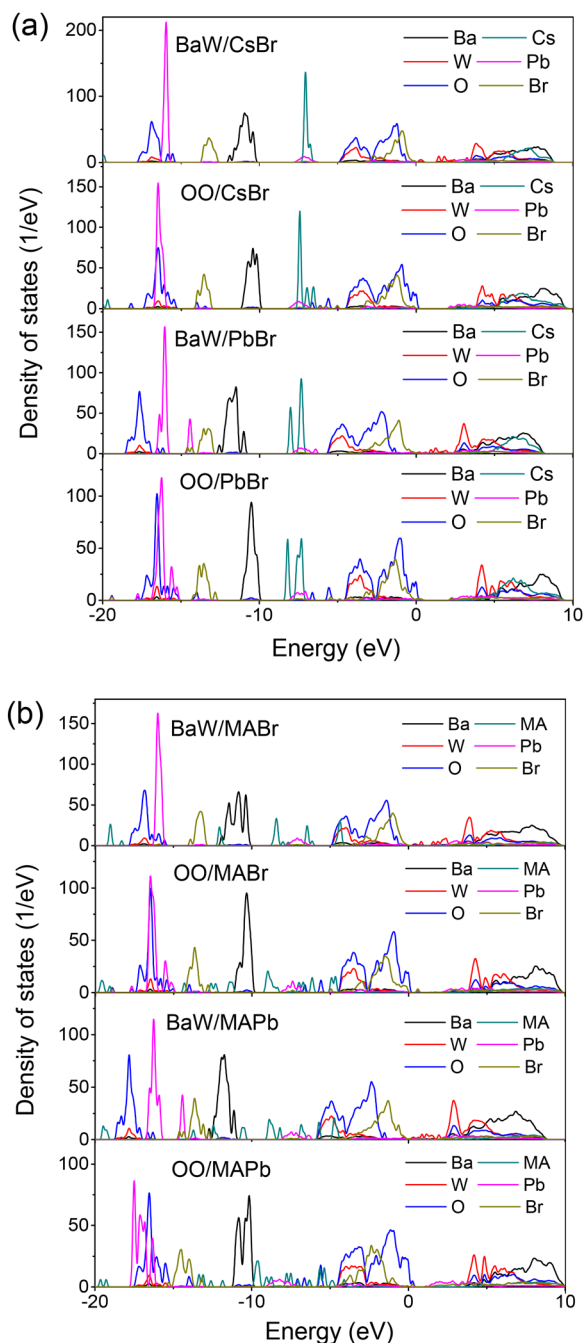 (a)
BaW/CsBr
Ba Cs
W Pb
O Br
200
100
0
OO/CsBr
Ba Cs
W Pb
O Br
150
100
50
0
BaW/PbBr
Ba Cs
W Pb
O Br
150
100
50
0
OO/PbBr
Ba Cs
W Pb
O Br
100
50
0
Density of states (1/eV)
-20 -10 0 10
Energy (eV)
(b)
BaW/MABr
Ba MA
W Pb
O Br
150
100
50
0
OO/MABr
Ba MA
W Pb
O Br
100
50
0
BaW/MAPb
Ba MA
W Pb
O Br
100
50
0
OO/MAPb
Ba MA
W Pb
O Br
100
50
0
Density of states (1/eV)
-20 -10 0 10
Energy (eV)